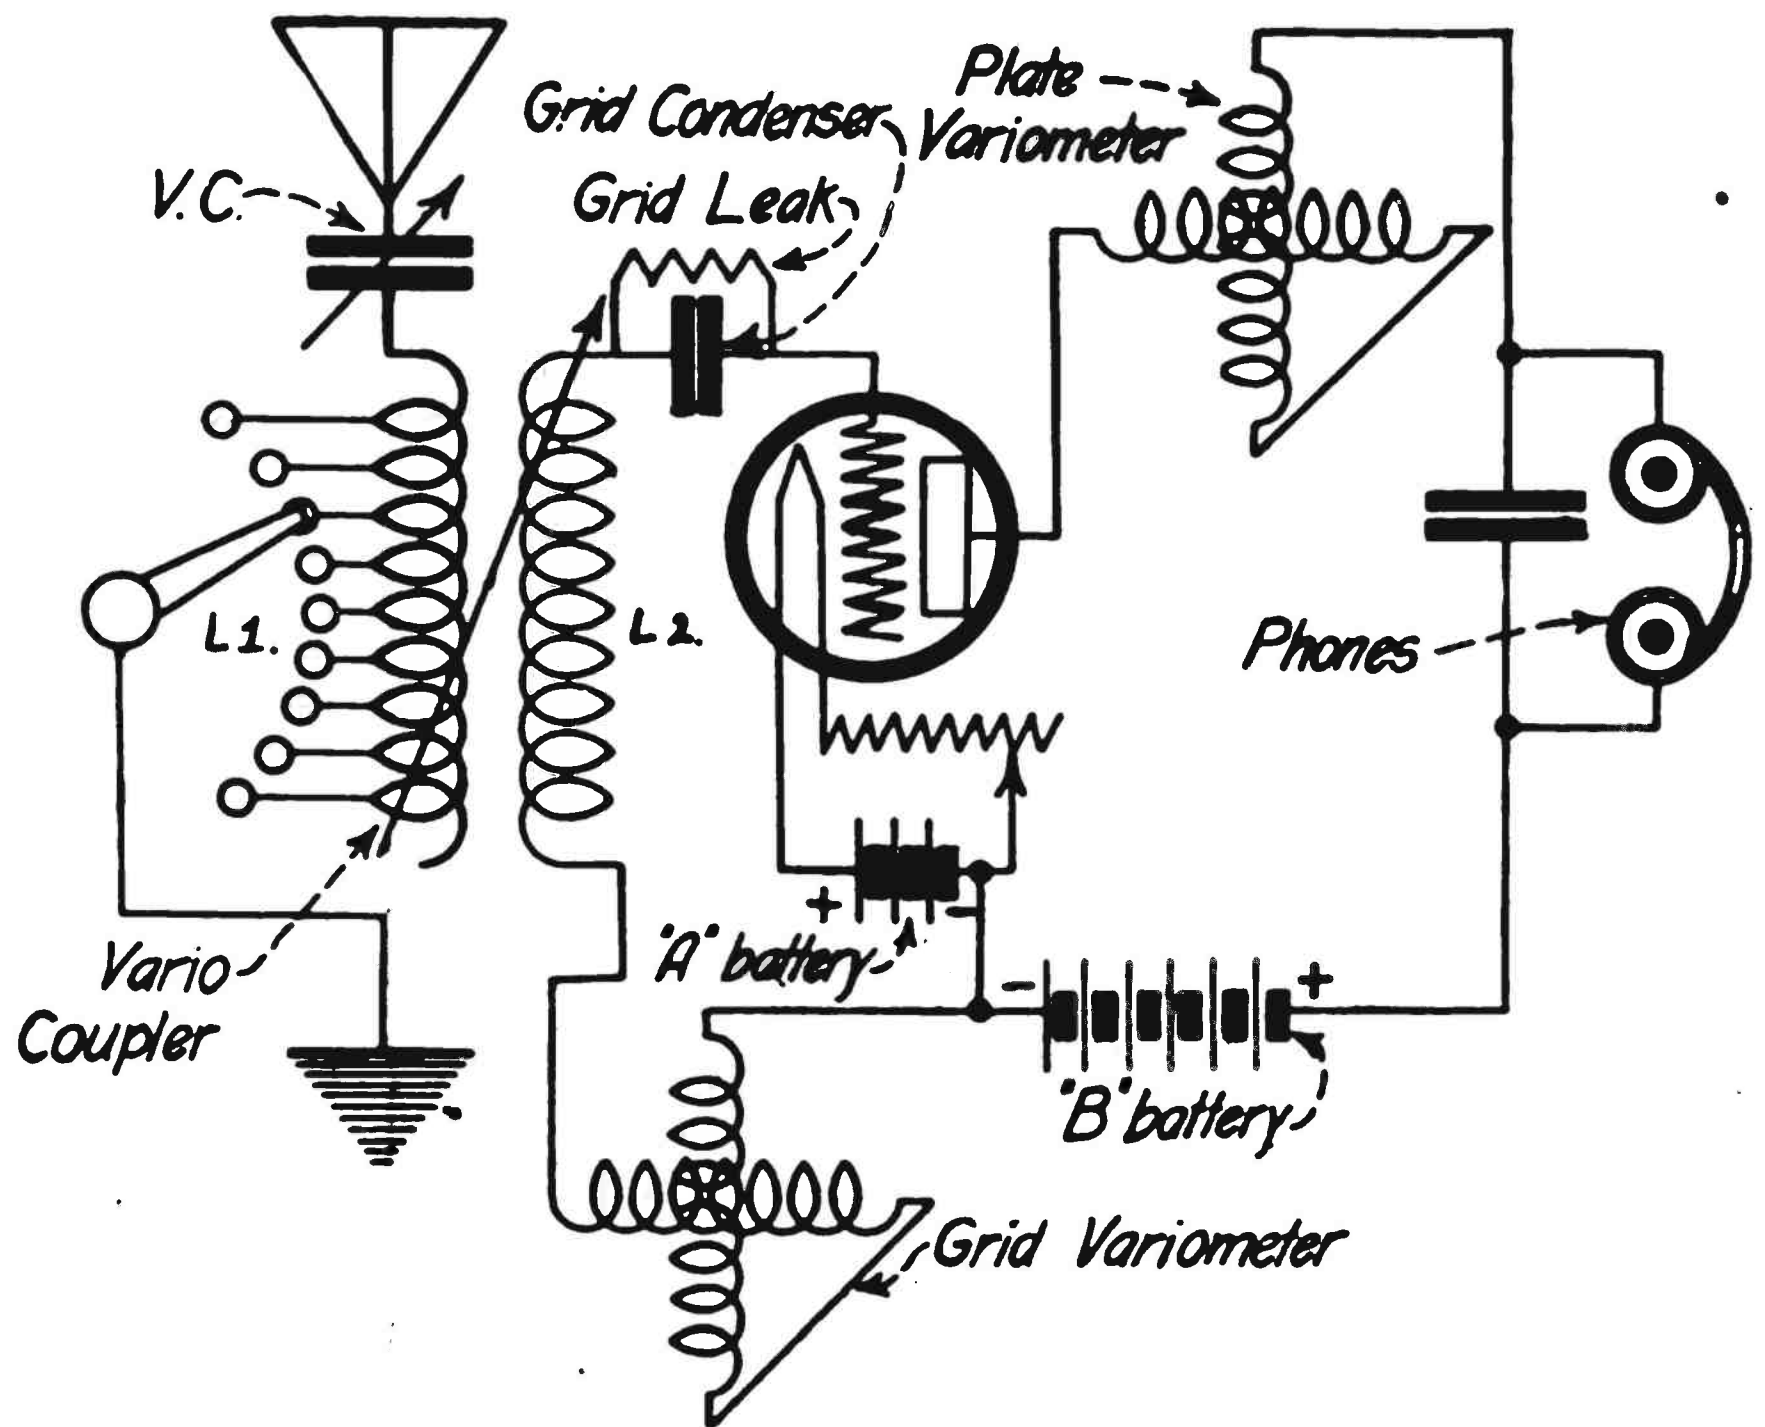 Plate
Variometer
Grid Condenser
Grid Leak
V.C.
L1.
L2.
Phones
+ -
"A" battery
- +
"B" battery
Vario
Coupler
Grid Variometer